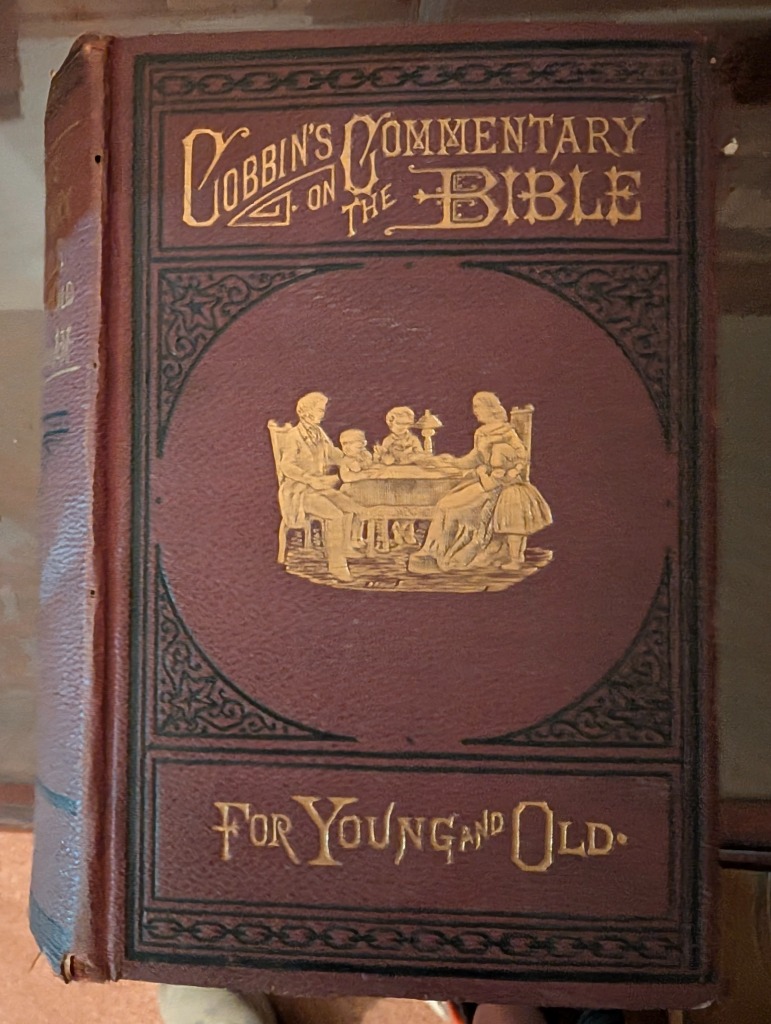 COBBIN'S COMMENTARY
ON THE BIBLE
FOR YOUNG AND OLD.